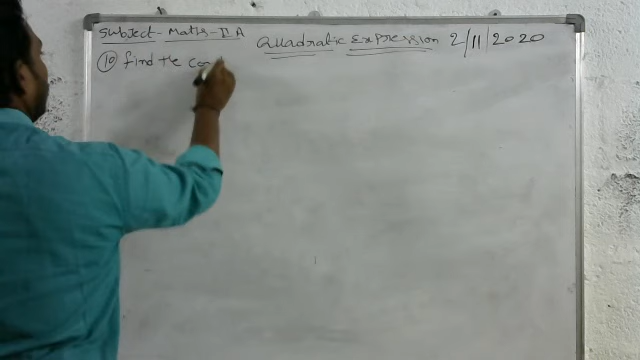 Subject - Maths - II A Quadratic Expression 2/11/2020
10 find the